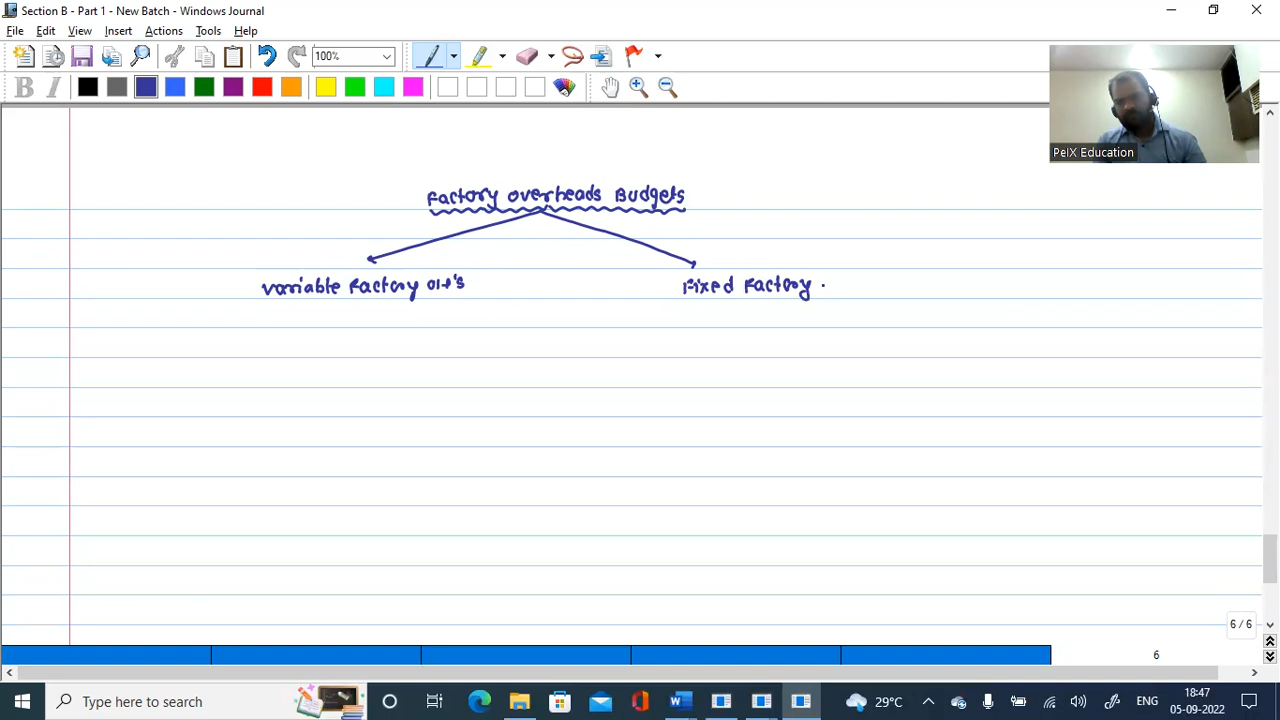 Section B - Part 1 - New Batch - Windows Journal
File Edit View Insert Actions Tools Help
100%
B I
PeIX Education
Factory Overheads Budgets
Variable Factory OH's
Fixed Factory
6 / 6
6
Type here to search
29°C
ENG
18:47
05-09-2022